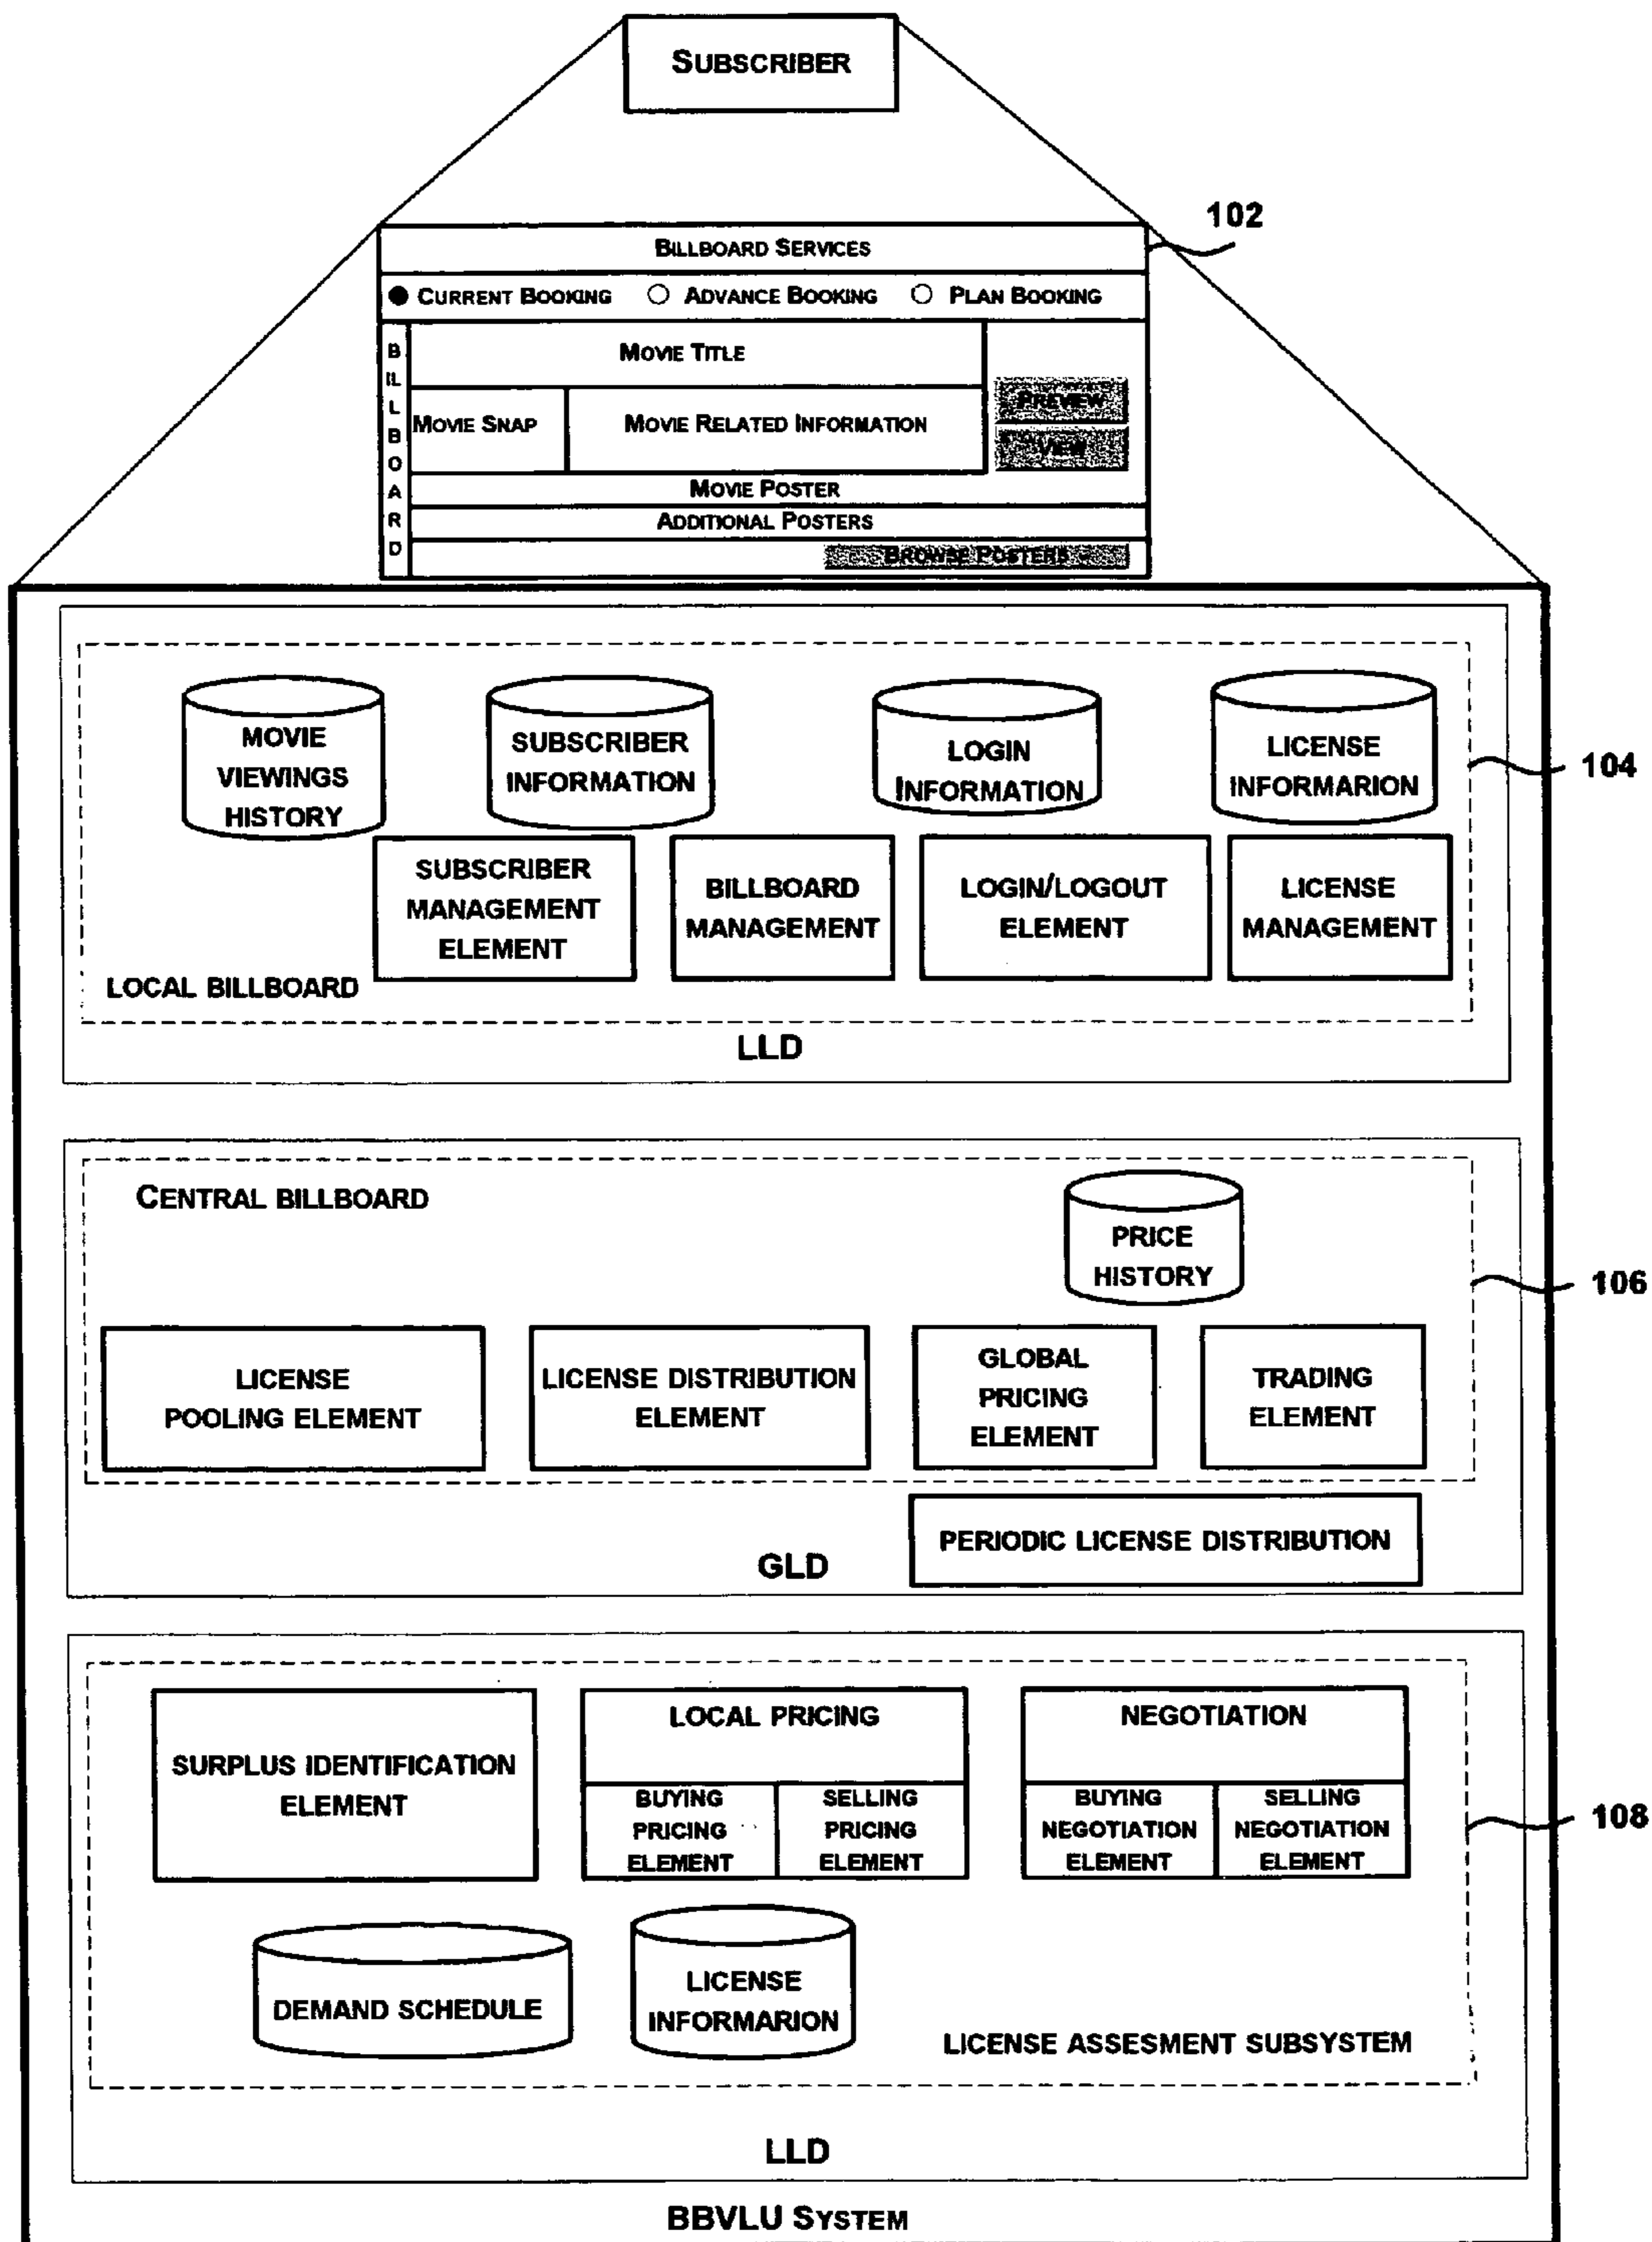 SUBSCRIBER
102
BILLBOARD SERVICES
CURRENT BOOKING ADVANCE BOOKING PLAN BOOKING
BILLBOARD
MOVIE TITLE
PREVIEW
MOVIE SNAP
MOVIE RELATED INFORMATION
VIEW
MOVIE POSTER
ADDITIONAL POSTERS
BROWSE POSTERS
MOVIE
VIEWINGS
HISTORY
SUBSCRIBER
INFORMATION
LOGIN
INFORMATION
LICENSE
INFORMARION
104
SUBSCRIBER
MANAGEMENT
ELEMENT
BILLBOARD
MANAGEMENT
LOGIN/LOGOUT
ELEMENT
LICENSE
MANAGEMENT
LOCAL BILLBOARD
LLD
CENTRAL BILLBOARD
PRICE
HISTORY
106
LICENSE
POOLING ELEMENT
LICENSE DISTRIBUTION
ELEMENT
GLOBAL
PRICING
ELEMENT
TRADING
ELEMENT
PERIODIC LICENSE DISTRIBUTION
GLD
SURPLUS IDENTIFICATION
ELEMENT
LOCAL PRICING
BUYING
PRICING
ELEMENT
SELLING
PRICING
ELEMENT
NEGOTIATION
BUYING
NEGOTIATION
ELEMENT
SELLING
NEGOTIATION
ELEMENT
108
DEMAND SCHEDULE
LICENSE
INFORMARION
LICENSE ASSESMENT SUBSYSTEM
LLD
BBVLU SYSTEM